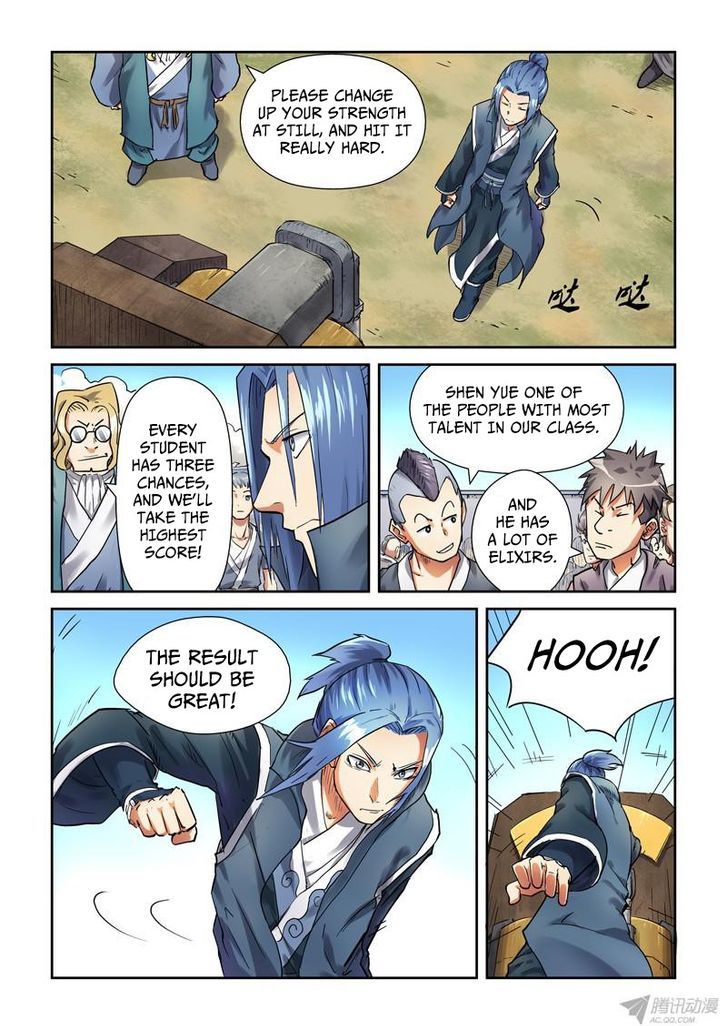 PLEASE CHANGE
UP YOUR STRENGTH
AT STILL, AND HIT IT
REALLY HARD.
哒 哒
EVERY
STUDENT
HAS THREE
CHANCES,
AND WE'LL
TAKE THE
HIGHEST
SCORE!
SHEN YUE ONE OF
THE PEOPLE WITH MOST
TALENT IN OUR CLASS.
AND
HE HAS
A LOT OF
ELIXIRS.
THE RESULT
SHOULD BE
GREAT!
HOOH!
腾讯动漫
AC.QQ.COM